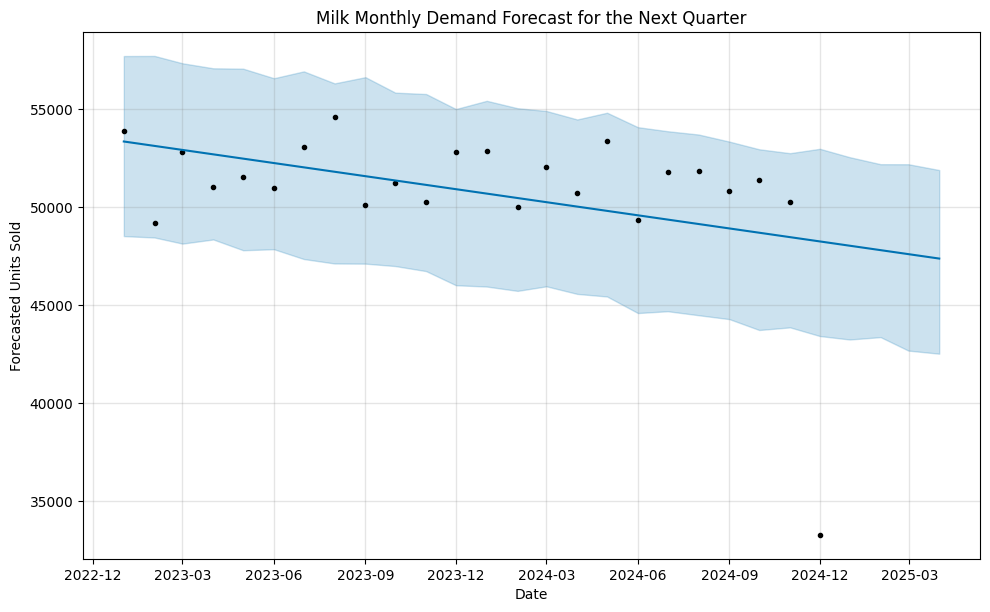 Milk Monthly Demand Forecast for the Next Quarter
Forecasted Units Sold
55000
50000
45000
40000
35000
2022-12 2023-03 2023-06 2023-09 2023-12 2024-03 2024-06 2024-09 2024-12 2025-03
Date